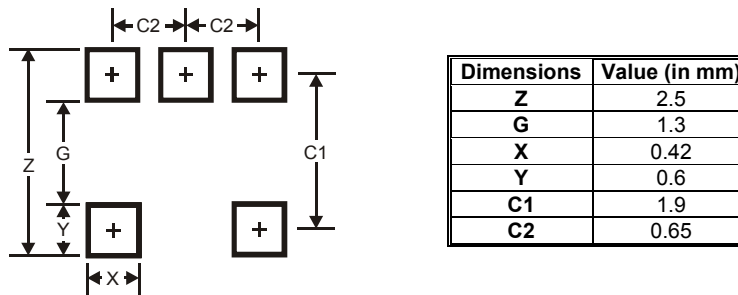 C2 C2
Z G C1
Y
X
Dimensions Value (in mm)
Z 2.5
G 1.3
X 0.42
Y 0.6
C1 1.9
C2 0.65